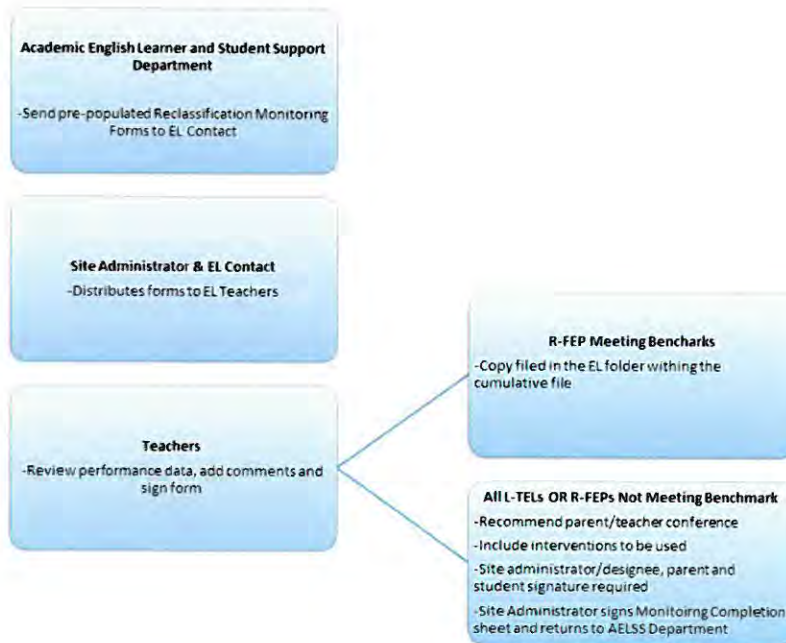 Academic English Learner and Student Support
Department
-Send pre-populated Reclassification Monitoring
Forms to EL Contact
Site Administrator & EL Contact
-Distributes forms to EL Teachers
Teachers
-Review performance data, add comments and
sign form
R-FEP Meeting Bencharks
-Copy filed in the EL folder withing the
cumulative file
All L-TELs OR R-FEPs Not Meeting Benchmark
-Recommend parent/teacher conference
-Include interventions to be used
-Site administrator/designee, parent and
student signature required
-Site Administrator signs Monitoirng Completion
sheet and returns to AELSS Department